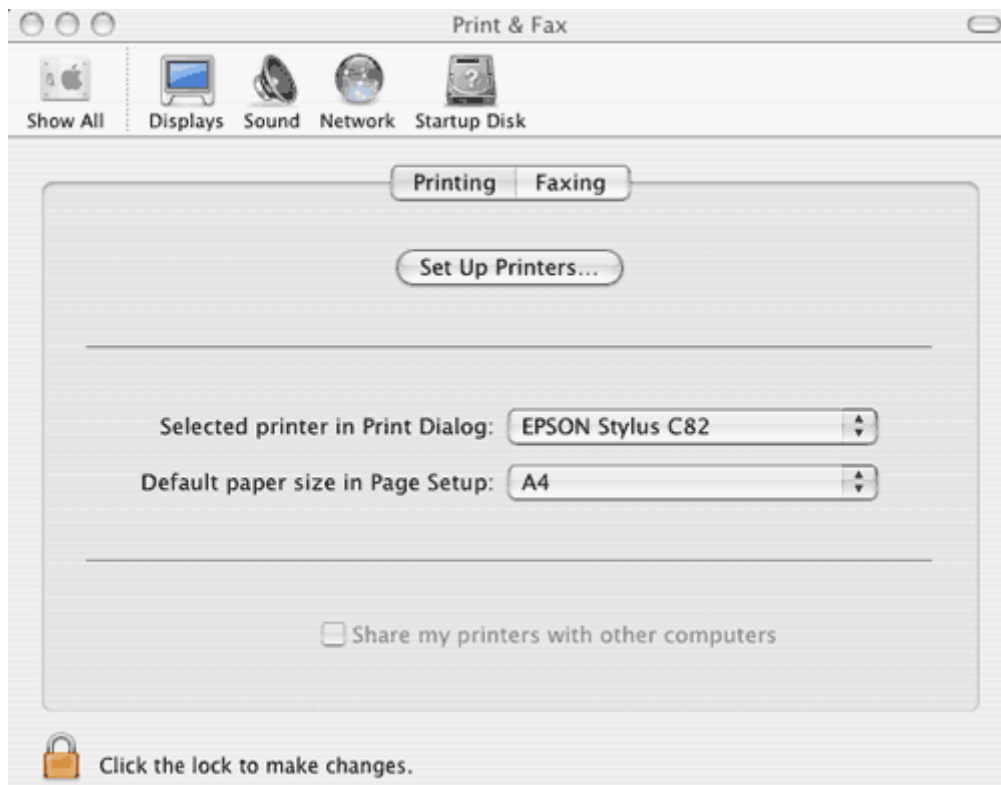 Print & Fax
Show All Displays Sound Network Startup Disk
Printing Faxing
Set Up Printers...
Selected printer in Print Dialog: EPSON Stylus C82
Default paper size in Page Setup: A4
Share my printers with other computers
Click the lock to make changes.